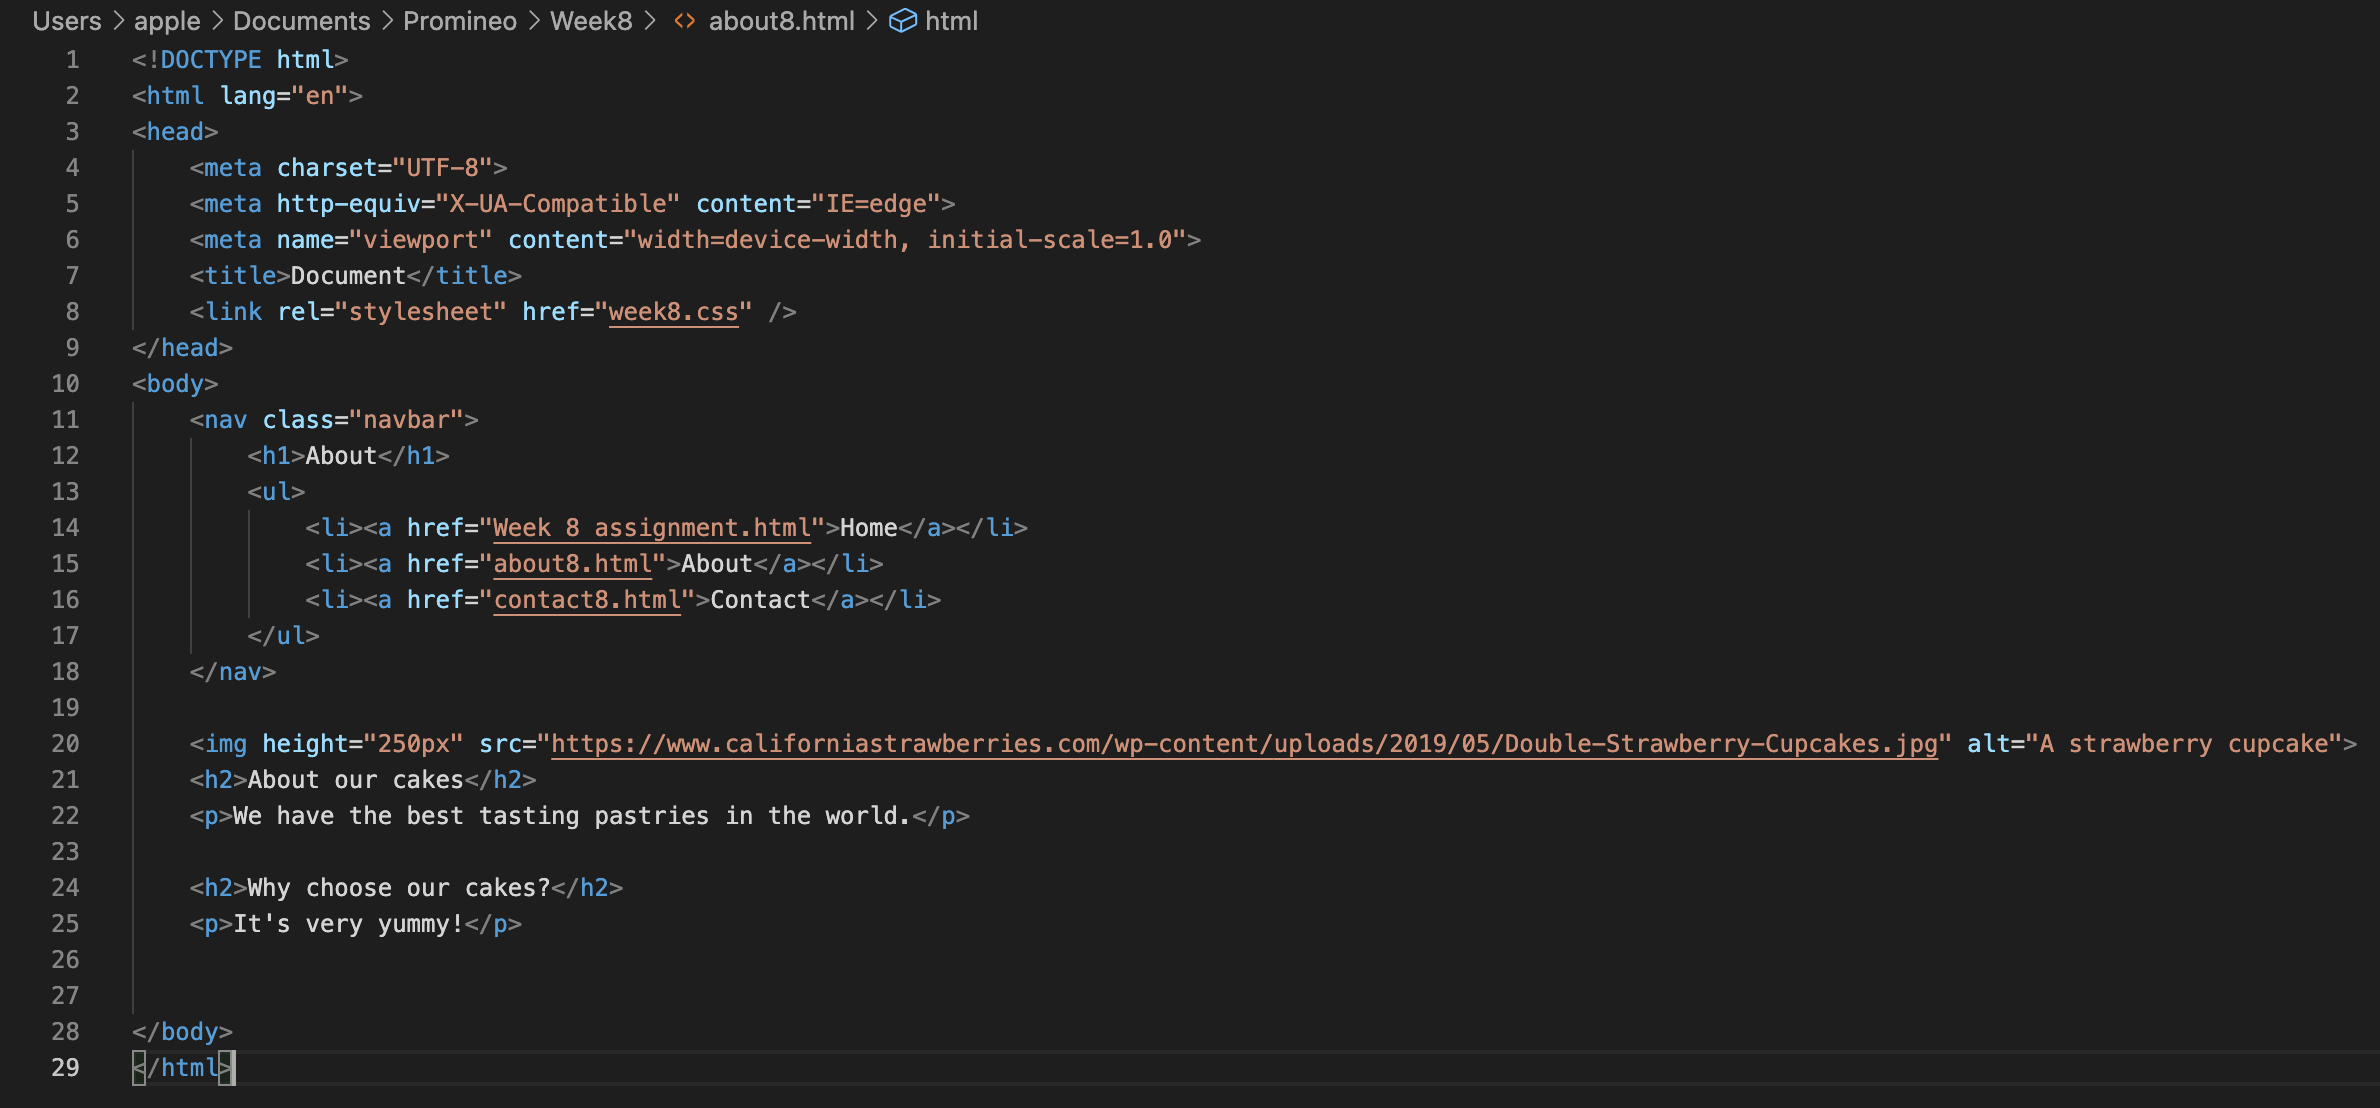 Users > apple > Documents > Promineo > Week8 > <> about8.html > html
1 <!DOCTYPE html>
2 <html lang="en">
3 <head>
4     <meta charset="UTF-8">
5     <meta http-equiv="X-UA-Compatible" content="IE=edge">
6     <meta name="viewport" content="width=device-width, initial-scale=1.0">
7     <title>Document</title>
8     <link rel="stylesheet" href="week8.css" />
9 </head>
10 <body>
11     <nav class="navbar">
12         <h1>About</h1>
13         <ul>
14             <li><a href="Week 8 assignment.html">Home</a></li>
15             <li><a href="about8.html">About</a></li>
16             <li><a href="contact8.html">Contact</a></li>
17         </ul>
18     </nav>
19
20     <img height="250px" src="https://www.californiastrawberries.com/wp-content/uploads/2019/05/Double-Strawberry-Cupcakes.jpg" alt="A strawberry cupcake">
21     <h2>About our cakes</h2>
22     <p>We have the best tasting pastries in the world.</p>
23
24     <h2>Why choose our cakes?</h2>
25     <p>It's very yummy!</p>
26
27
28 </body>
29 </html>